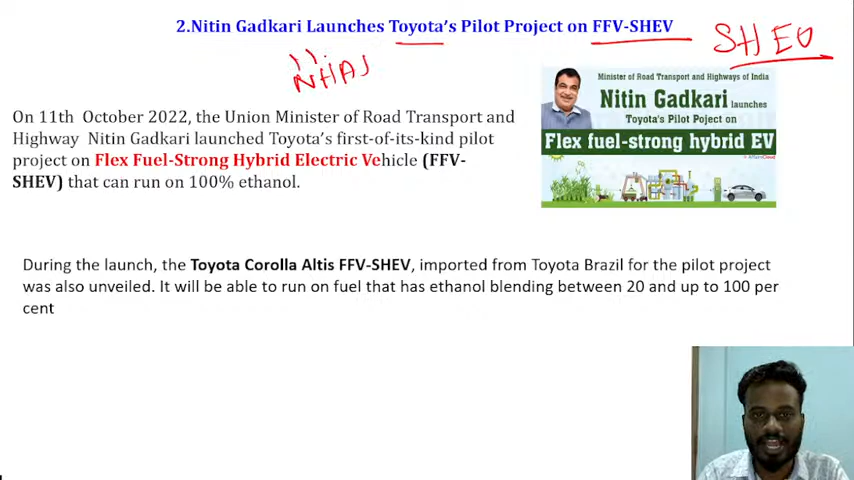 2.Nitin Gadkari Launches Toyota's Pilot Project on FFV-SHEV
SHEV
NHAI
Minister of Road Transport and Highways of India
Nitin Gadkari launches
Toyota's Pilot Poject on
Flex fuel-strong hybrid EV
AffairsCloud
On 11th October 2022, the Union Minister of Road Transport and
Highway Nitin Gadkari launched Toyota's first-of-its-kind pilot
project on Flex Fuel-Strong Hybrid Electric Vehicle (FFV-
SHEV) that can run on 100% ethanol.
During the launch, the Toyota Corolla Altis FFV-SHEV, imported from Toyota Brazil for the pilot project
was also unveiled. It will be able to run on fuel that has ethanol blending between 20 and up to 100 per
cent